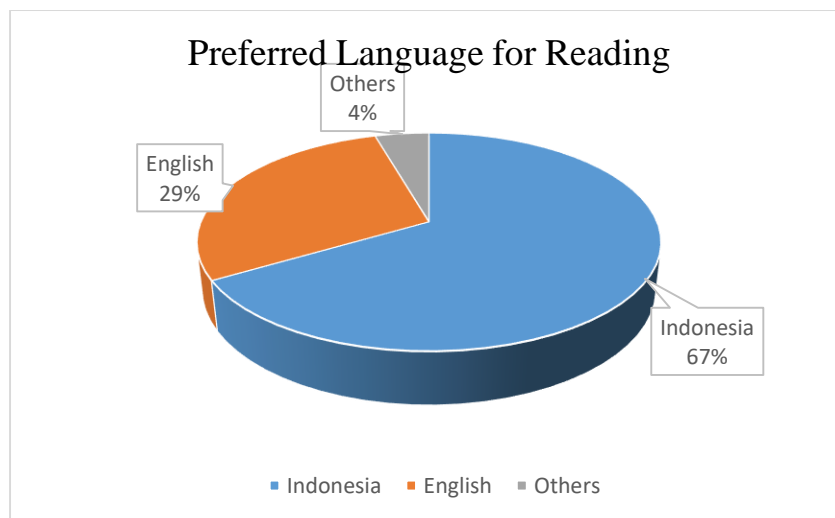 Preferred Language for Reading
Others
4%
English
29%
Indonesia
67%
Indonesia English Others